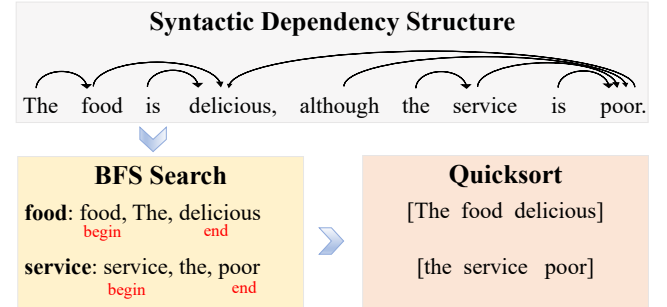 Syntactic Dependency Structure
The food is delicious, although the service is poor.
BFS Search
food: food, The, delicious
begin end
service: service, the, poor
begin end
Quicksort
[The food delicious]
[the service poor]